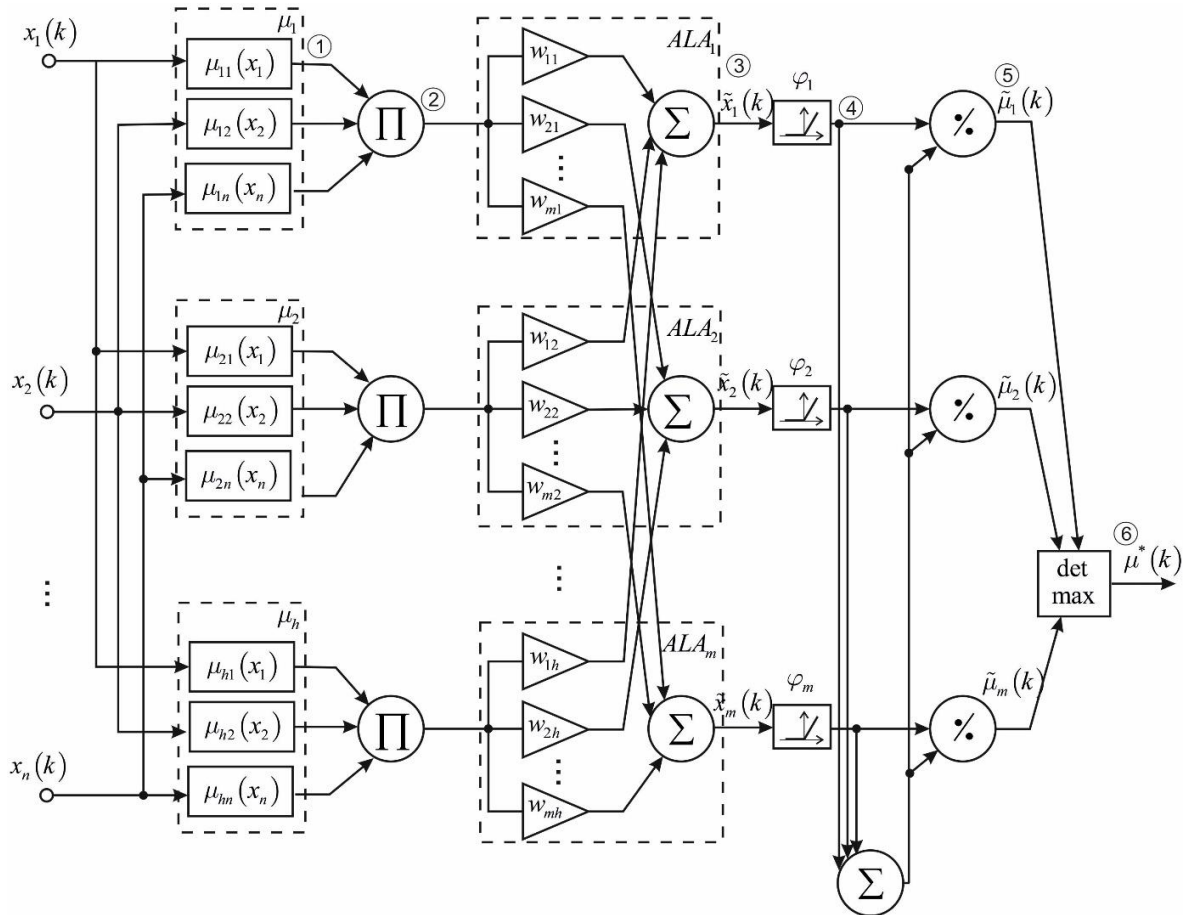 x₁(k)
μ₁
μ₁₁(x₁)
①
μ₁₂(x₂)
μ₁ₙ(xₙ)
∏
②
w₁₁
w₂₁
⋮
wₘ₁
ALA₁
∑
③
x̃₁(k)
φ₁
④
⑤
μ̃₁(k)
x₂(k)
μ₂
μ₂₁(x₁)
μ₂₂(x₂)
μ₂ₙ(xₙ)
∏
w₁₂
w₂₂
⋮
wₘ₂
ALA₂
∑
x̃₂(k)
φ₂
μ̃₂(k)
⋮
⋮
⑥
det
max
μ*(k)
xₙ(k)
μₕ
μₕ₁(x₁)
μₕ₂(x₂)
μₕₙ(xₙ)
∏
w₁ₕ
w₂ₕ
⋮
wₘₕ
ALAₘ
∑
x̃ₘ(k)
φₘ
μ̃ₘ(k)
∑